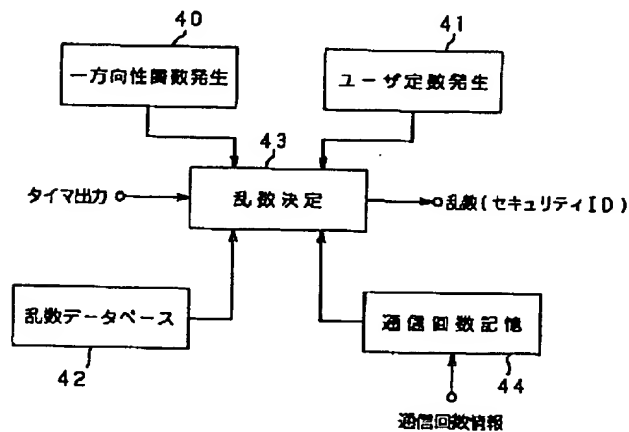 40
一方向性関数発生
41
ユーザ定数発生
43
タイマ出力
乱数決定
乱数(セキュリティID)
乱数データベース
42
通信回数記憶
44
通信回数情報